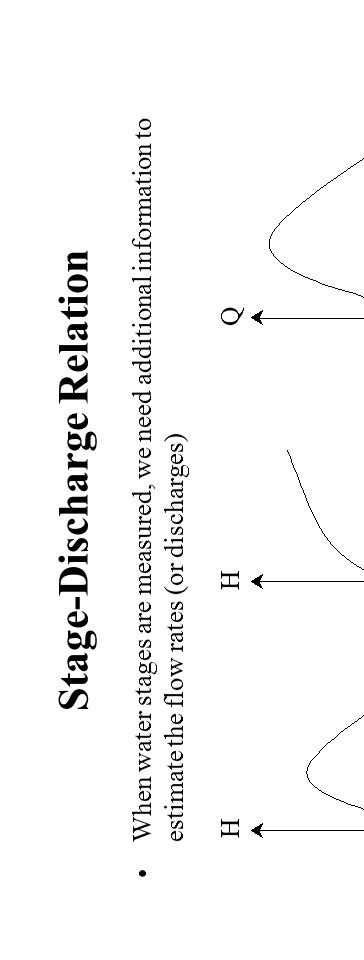 Stage-Discharge Relation
• When water stages are measured, we need additional information to
estimate the flow rates (or discharges)
H
H
Q